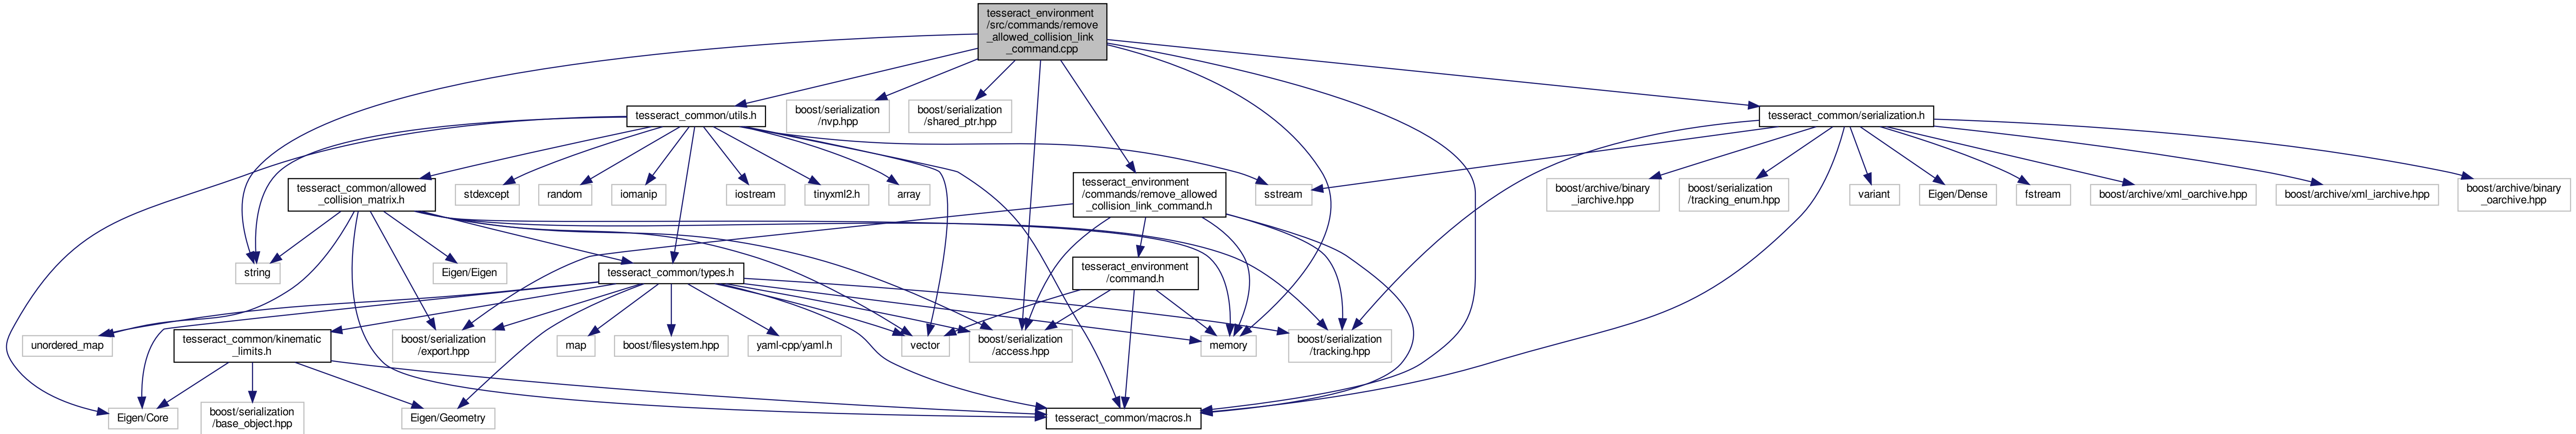 tesseract_environment
/src/commands/remove
_allowed_collision_link
_command.cpp
tesseract_common/utils.h
boost/serialization
/nvp.hpp
boost/serialization
/shared_ptr.hpp
tesseract_common/serialization.h
tesseract_common/allowed
_collision_matrix.h
stdexcept
random
iomanip
iostream
tinyxml2.h
array
tesseract_environment
/commands/remove_allowed
_collision_link_command.h
sstream
boost/archive/binary
_iarchive.hpp
boost/serialization
/tracking_enum.hpp
variant
Eigen/Dense
fstream
boost/archive/xml_oarchive.hpp
boost/archive/xml_iarchive.hpp
boost/archive/binary
_oarchive.hpp
string
Eigen/Eigen
tesseract_common/types.h
tesseract_environment
/command.h
unordered_map
tesseract_common/kinematic
_limits.h
boost/serialization
/export.hpp
map
boost/filesystem.hpp
yaml-cpp/yaml.h
vector
boost/serialization
/access.hpp
memory
boost/serialization
/tracking.hpp
Eigen/Core
boost/serialization
/base_object.hpp
Eigen/Geometry
tesseract_common/macros.h